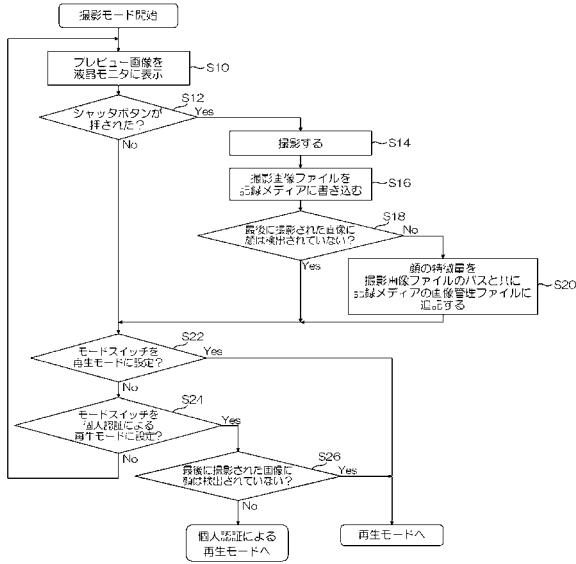 撮影モード開始
プレビュー画像を
液晶モニタに表示
S10
シャッタボタンが
押された?
S12
Yes
No
撮影する
S14
撮影画像ファイルを
記録メディアに書き込む
S16
最後に撮影された画像に
顔は検出されていない?
S18
No
Yes
顔の特徴量を
撮影画像ファイルのパスと共に
記録メディアの画像管理ファイルに
追記する
S20
モードスイッチを
再生モードに設定?
S22
Yes
No
モードスイッチを
個人認証による
再生モードに設定?
S24
Yes
No
最後に撮影された画像に
顔は検出されていない?
S26
Yes
No
個人認証による
再生モードへ
再生モードへ